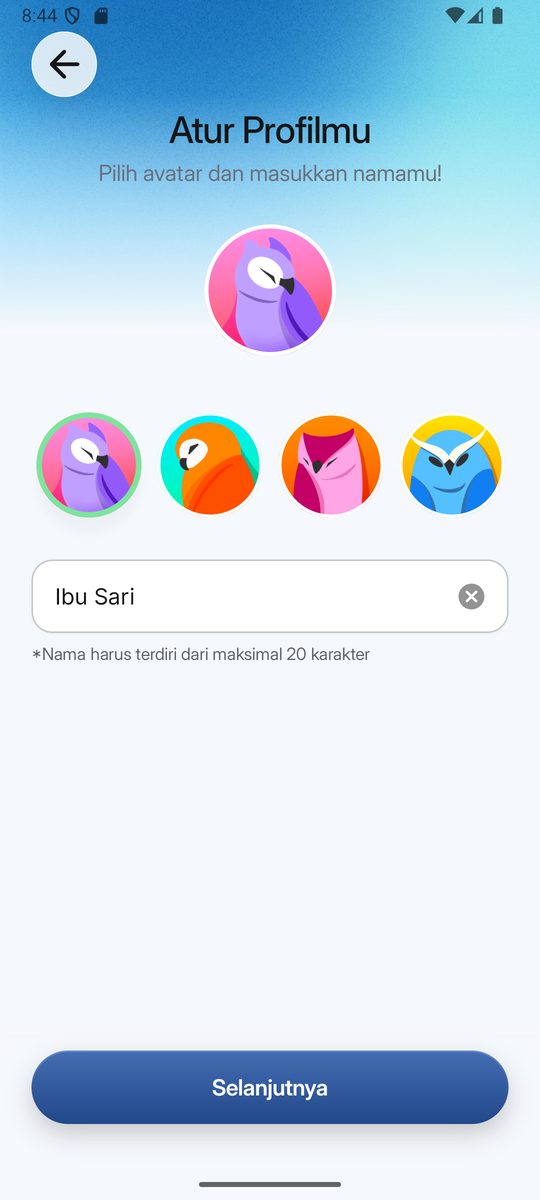 8:44
Atur Profilmu
Pilih avatar dan masukkan namamu!
Ibu Sari
*Nama harus terdiri dari maksimal 20 karakter
Selanjutnya